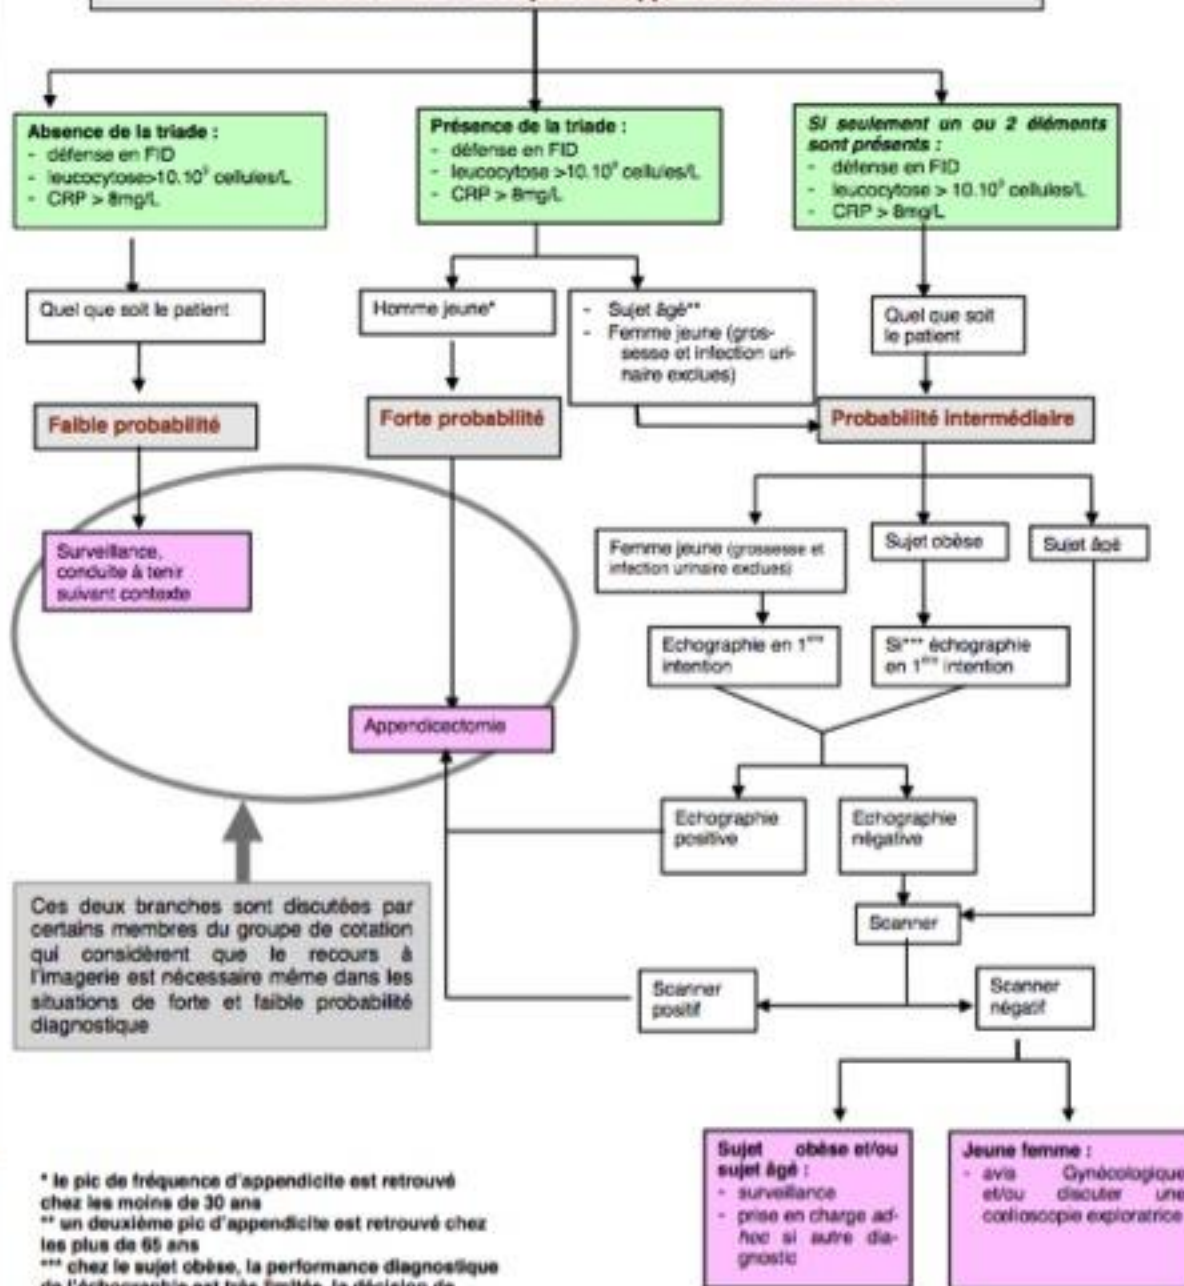 Absence de la triade :
- défense en FID
- leucocytose>10.10⁹ cellules/L
- CRP > 8mg/L
Présence de la triade :
- défense en FID
- leucocytose >10.10⁹ cellules/L
- CRP > 8mg/L
Si seulement un ou 2 éléments
sont présents :
- défense en FID
- leucocytose > 10.10⁹ cellules/L
- CRP > 8mg/L
Quel que soit le patient
Homme jeune*
- Sujet âgé**
- Femme jeune (gros-
sesse et infection uri-
naire exclues)
Quel que soit
le patient
Faible probabilité
Forte probabilité
Probabilité intermédiaire
Surveillance,
conduite à tenir
suivant contexte
Femme jeune (grossesse et
infection urinaire exclues)
Sujet obèse
Sujet âgé
Echographie en 1ère
intention
Si*** échographie
en 1ère intention
Appendicectomie
Echographie
positive
Echographie
négative
Scanner
Ces deux branches sont discutées par
certains membres du groupe de cotation
qui considèrent que le recours à
l'imagerie est nécessaire même dans les
situations de forte et faible probabilité
diagnostique
Scanner
positif
Scanner
négatif
Sujet obèse et/ou
sujet âgé :
- surveillance
- prise en charge ad-
hoc si autre dia-
gnostic
Jeune femme :
- avis Gynécologique
et/ou discuter une
cœlioscopie exploratrice
* le pic de fréquence d'appendicite est retrouvé
chez les moins de 30 ans
** un deuxième pic d'appendicite est retrouvé chez
les plus de 65 ans
*** chez le sujet obèse, la performance diagnostique
de l'échographie est très limitée, la décision de